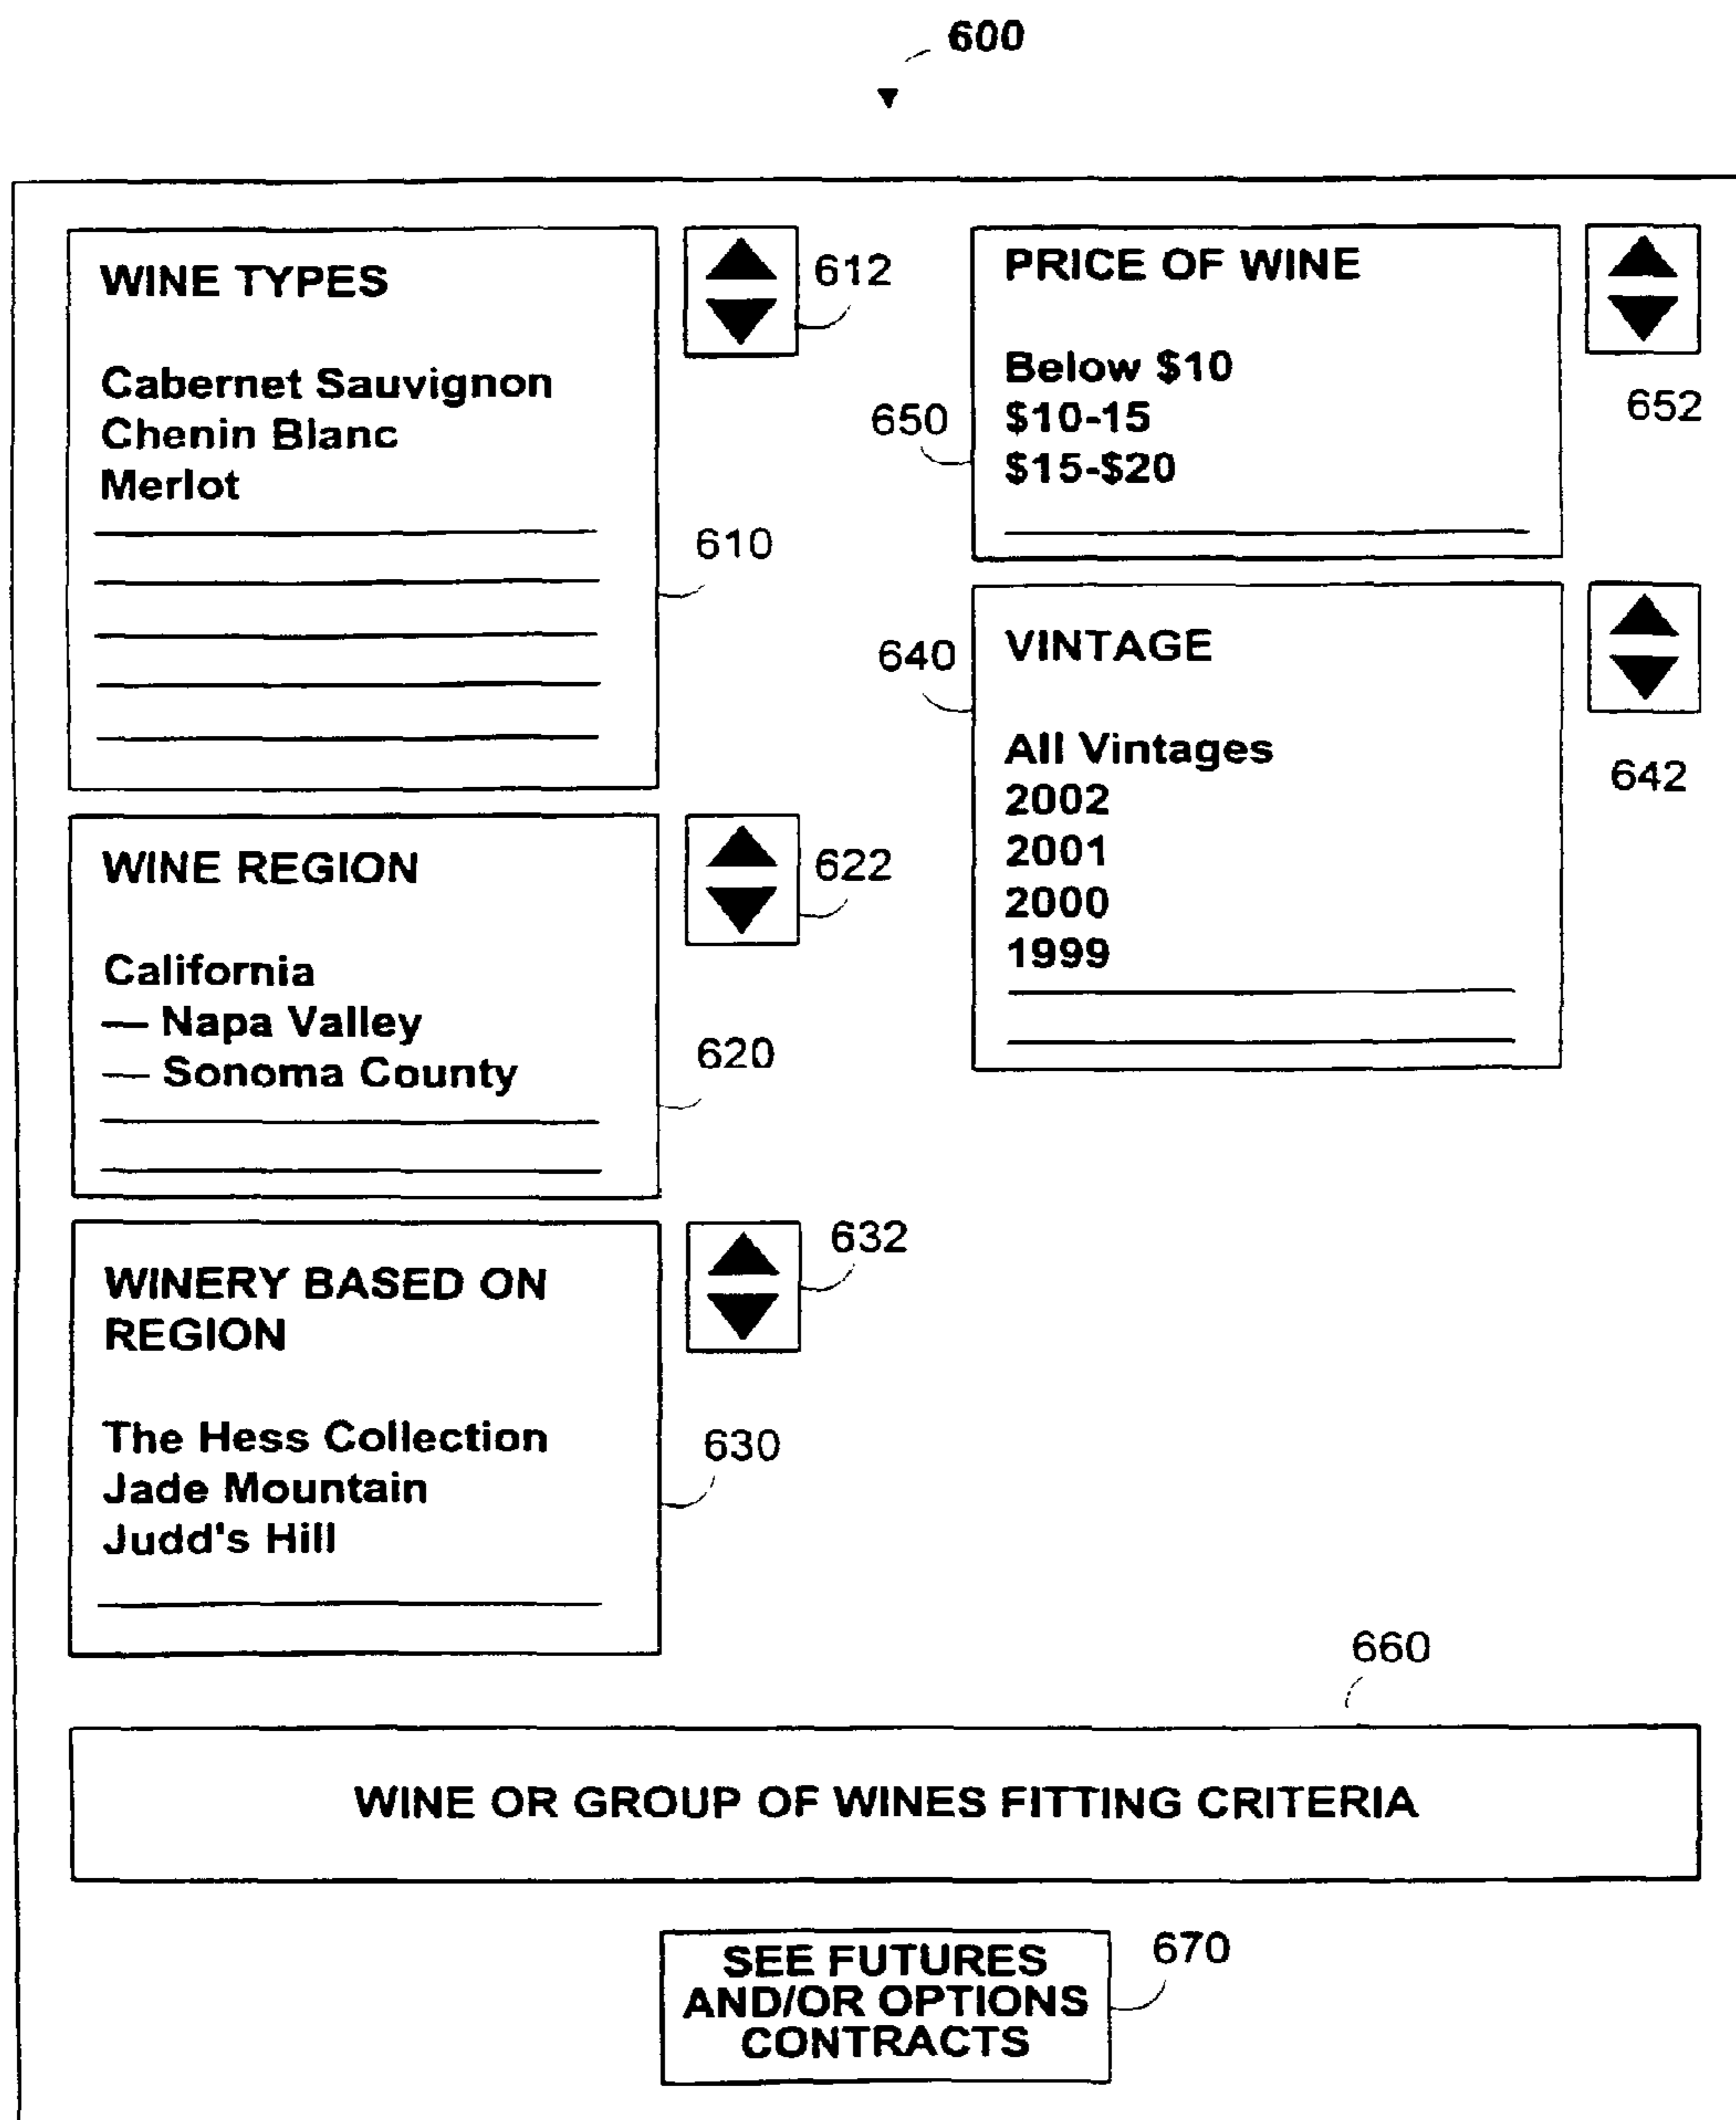 600
WINE TYPES
Cabernet Sauvignon
Chenin Blanc
Merlot
612
610
WINE REGION
California
— Napa Valley
— Sonoma County
622
620
WINERY BASED ON
REGION
The Hess Collection
Jade Mountain
Judd's Hill
632
630
PRICE OF WINE
Below $10
$10-15
$15-$20
650
652
VINTAGE
All Vintages
2002
2001
2000
1999
640
642
660
WINE OR GROUP OF WINES FITTING CRITERIA
SEE FUTURES
AND/OR OPTIONS
CONTRACTS
670